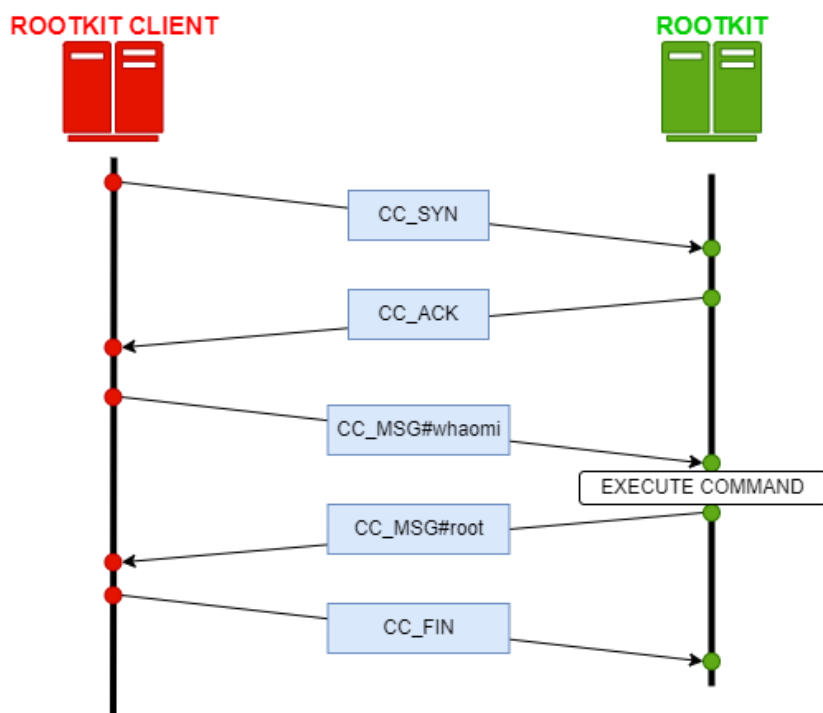 ROOTKIT CLIENT
ROOTKIT
CC_SYN
CC_ACK
CC_MSG#whaomi
EXECUTE COMMAND
CC_MSG#root
CC_FIN